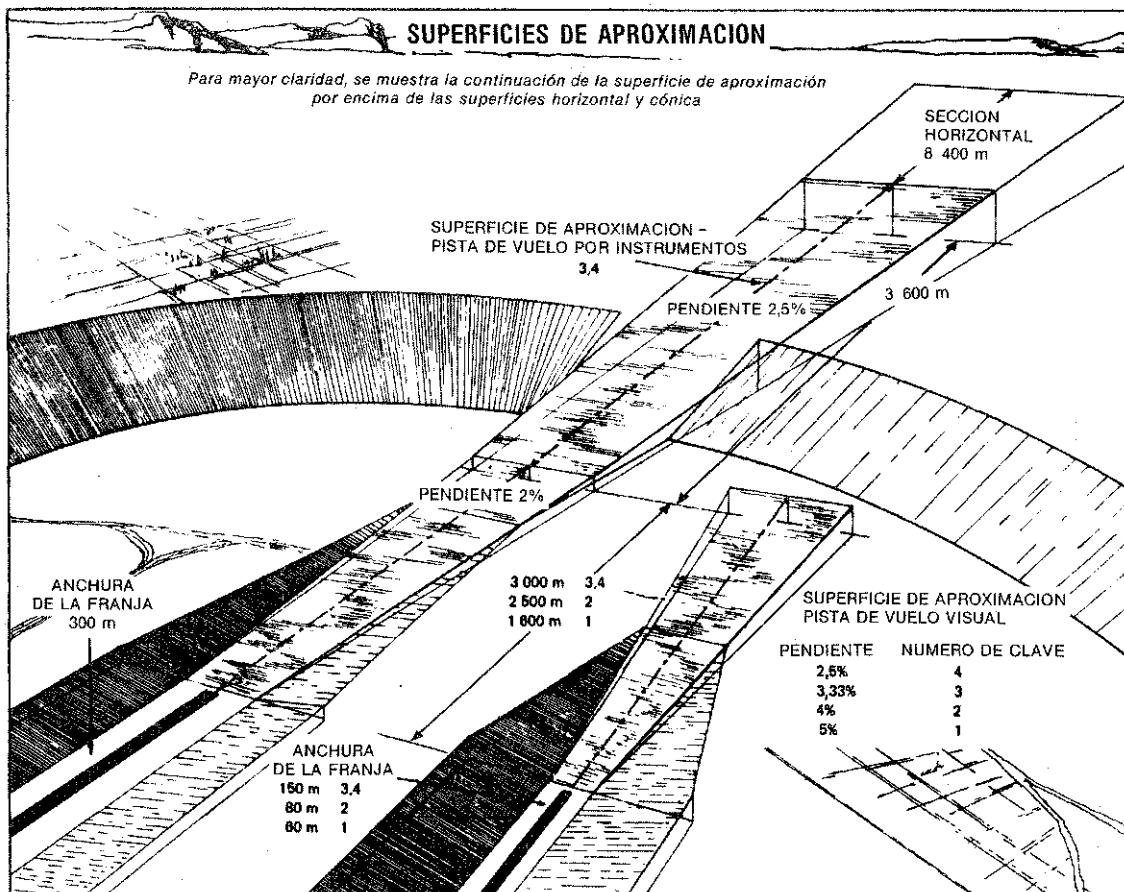 SUPERFICIES DE APROXIMACION
Para mayor claridad, se muestra la continuación de la superficie de aproximación
por encima de las superficies horizontal y cónica
SECCION
HORIZONTAL
8 400 m
SUPERFICIE DE APROXIMACION –
PISTA DE VUELO POR INSTRUMENTOS
3,4
3 600 m
PENDIENTE 2,5%
PENDIENTE 2%
ANCHURA
DE LA FRANJA
300 m
3 000 m 3,4
2 500 m 2
1 600 m 1
SUPERFICIE DE APROXIMACION
PISTA DE VUELO VISUAL
PENDIENTE NUMERO DE CLAVE
2,5% 4
3,33% 3
4% 2
5% 1
ANCHURA
DE LA FRANJA
150 m 3,4
80 m 2
60 m 1